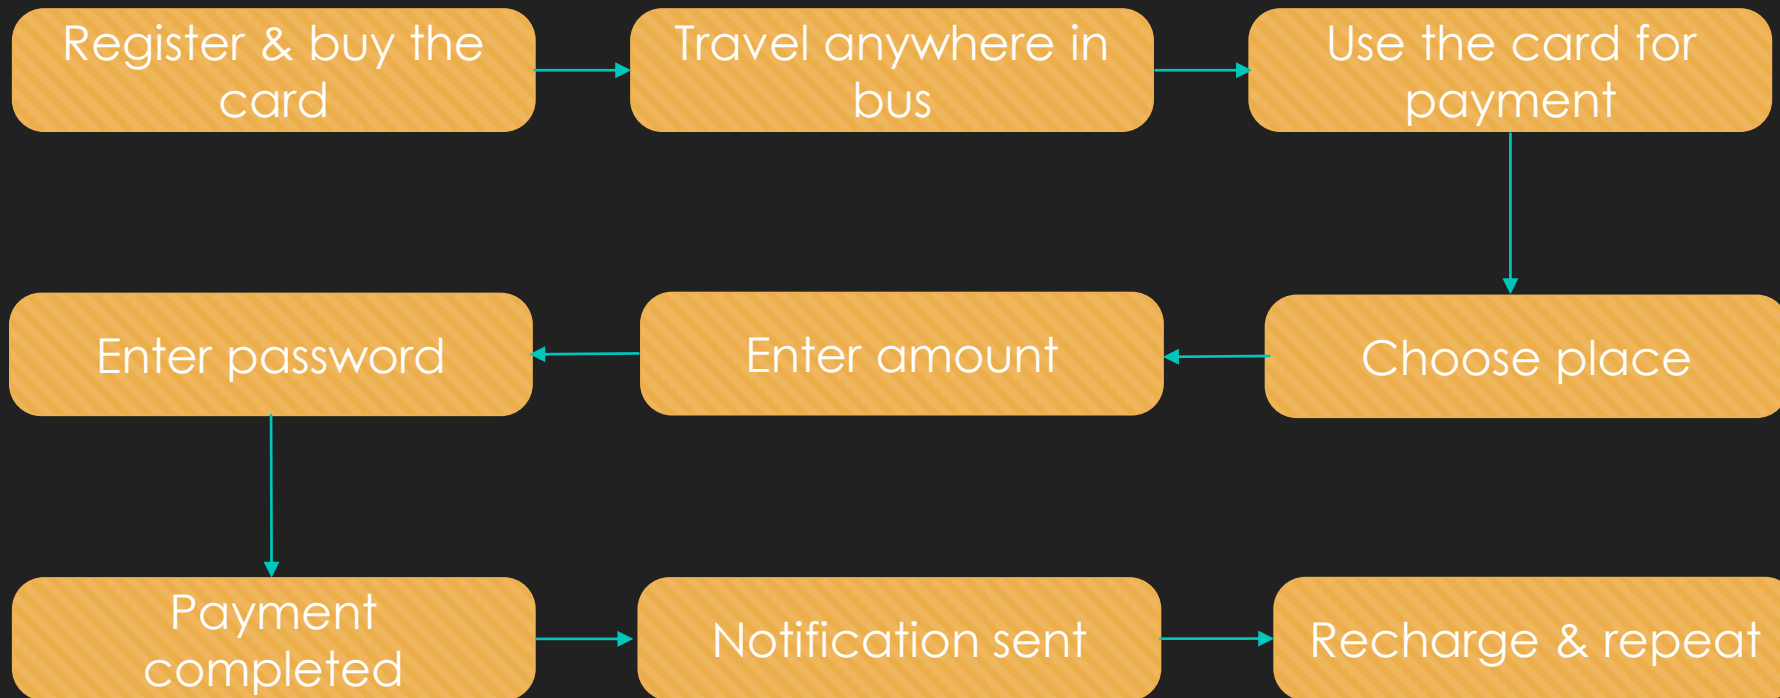 Register & buy the
card
Travel anywhere in
bus
Use the card for
payment
Choose place
Enter amount
Enter password
Payment
completed
Notification sent
Recharge & repeat